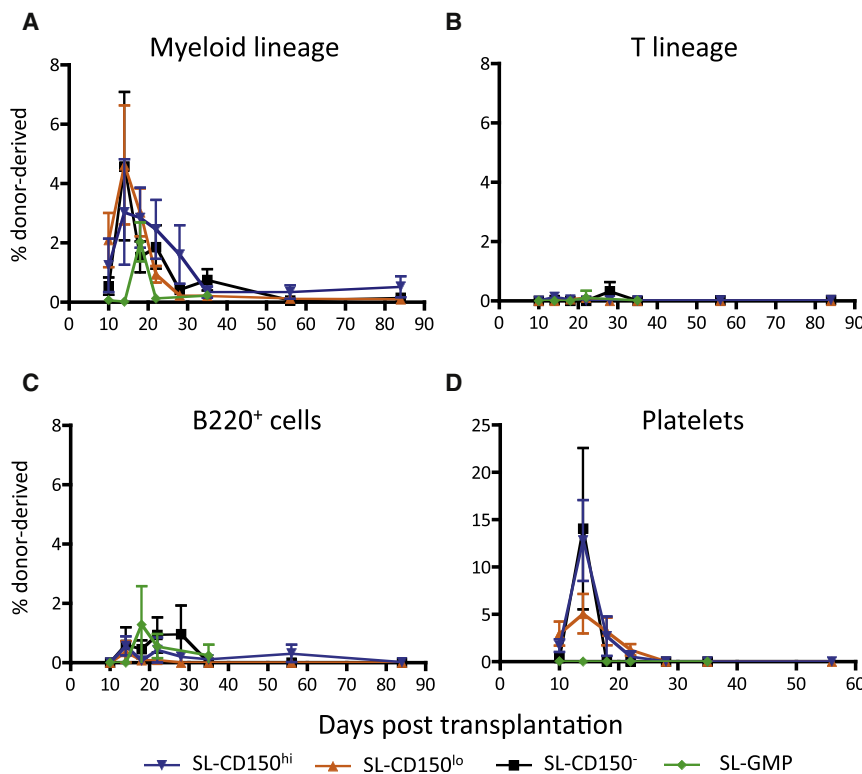 A
Myeloid lineage
% donor-derived
8
6
4
2
0
0 10 20 30 40 50 60 70 80 90
B
T lineage
8
6
4
2
0
0 10 20 30 40 50 60 70 80 90
C
B220⁺ cells
% donor-derived
8
6
4
2
0
0 10 20 30 40 50 60 70 80 90
D
Platelets
25
20
15
10
5
0
0 10 20 30 40 50 60
Days post transplantation
SL-CD150ʰⁱ SL-CD150ˡᵒ SL-CD150⁻ SL-GMP